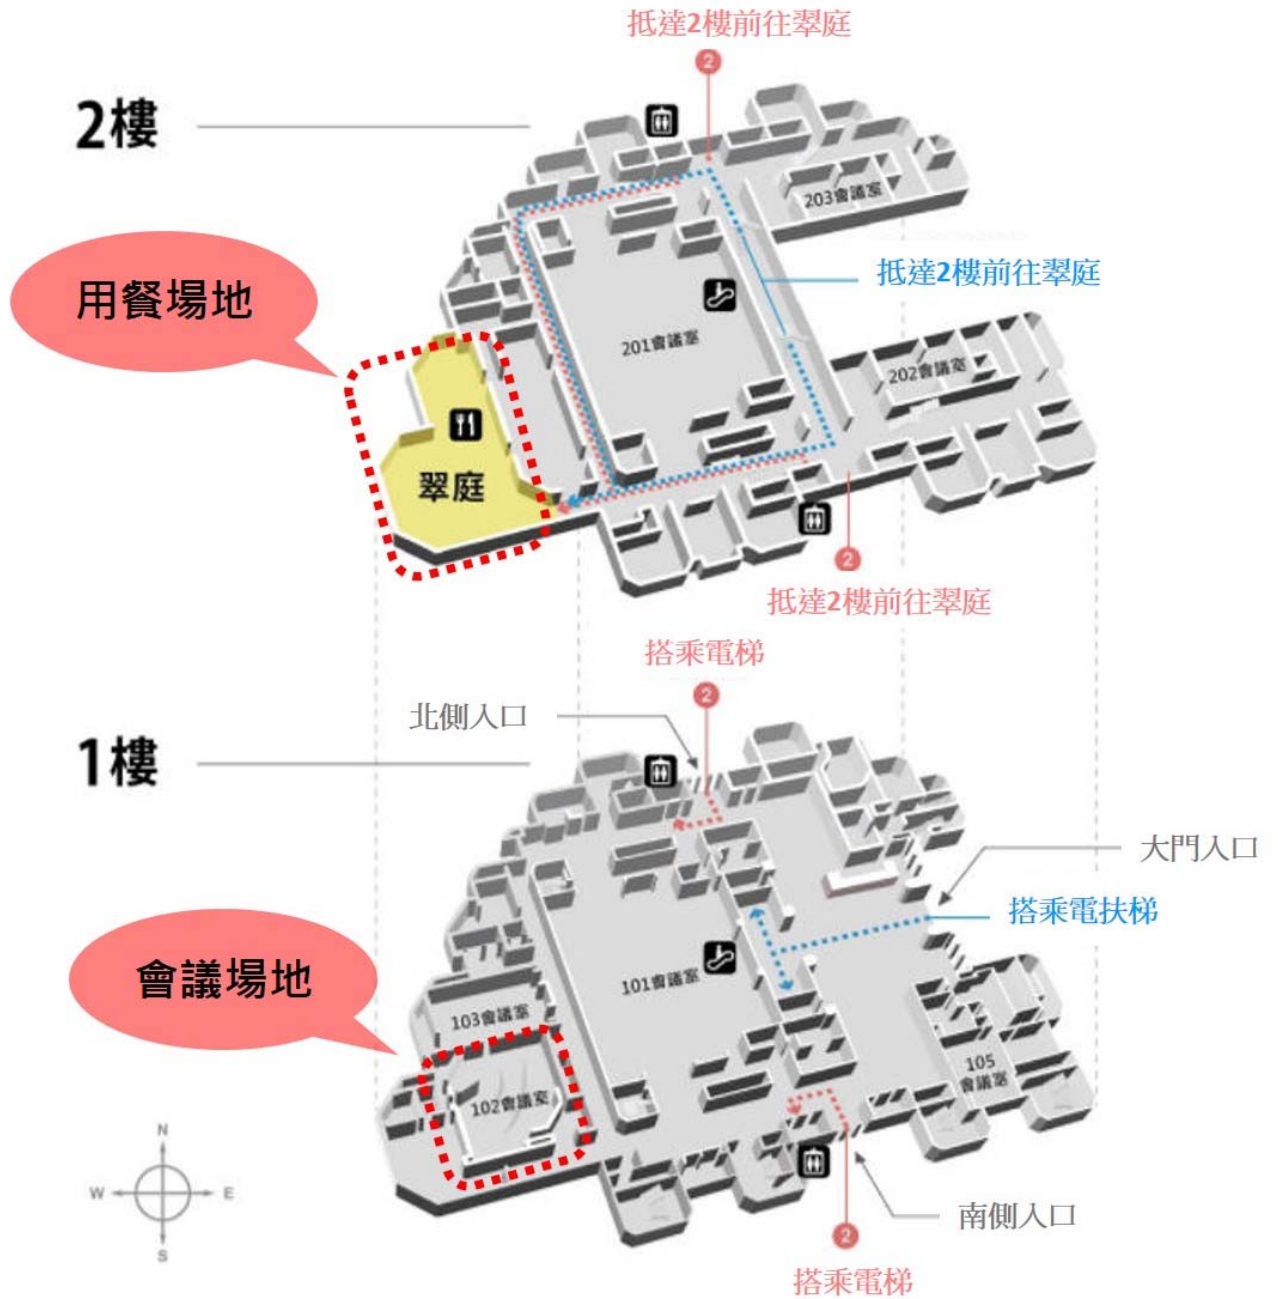 抵達2樓前往翠庭
2
2樓
203會議室
用餐場地
抵達2樓前往翠庭
201會議室
202會議室
翠庭
2
抵達2樓前往翠庭
搭乘電梯
2
北側入口
1樓
大門入口
搭乘電扶梯
會議場地
101會議室
103會議室
105
會議室
102會議室
N
W
E
S
南側入口
2
搭乘電梯